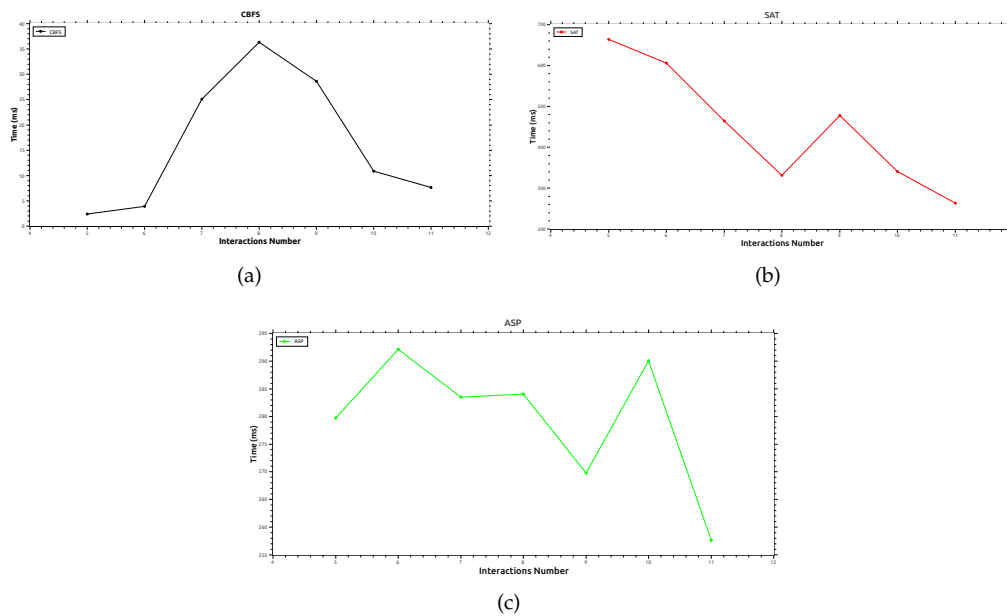 CBFS
CBFS
Time (ms)
40
35
30
25
20
15
10
5
0
4 5 6 7 8 9 10 11 12
Interactions Number
(a)
SAT
SAT
Time (ms)
700
600
500
400
300
200
4 5 6 7 8 9 10 11
Interactions Number
(b)
ASP
ASP
Time (ms)
295
290
285
280
275
270
265
260
255
4 5 6 7 8 9 10 11 12
Interactions Number
(c)